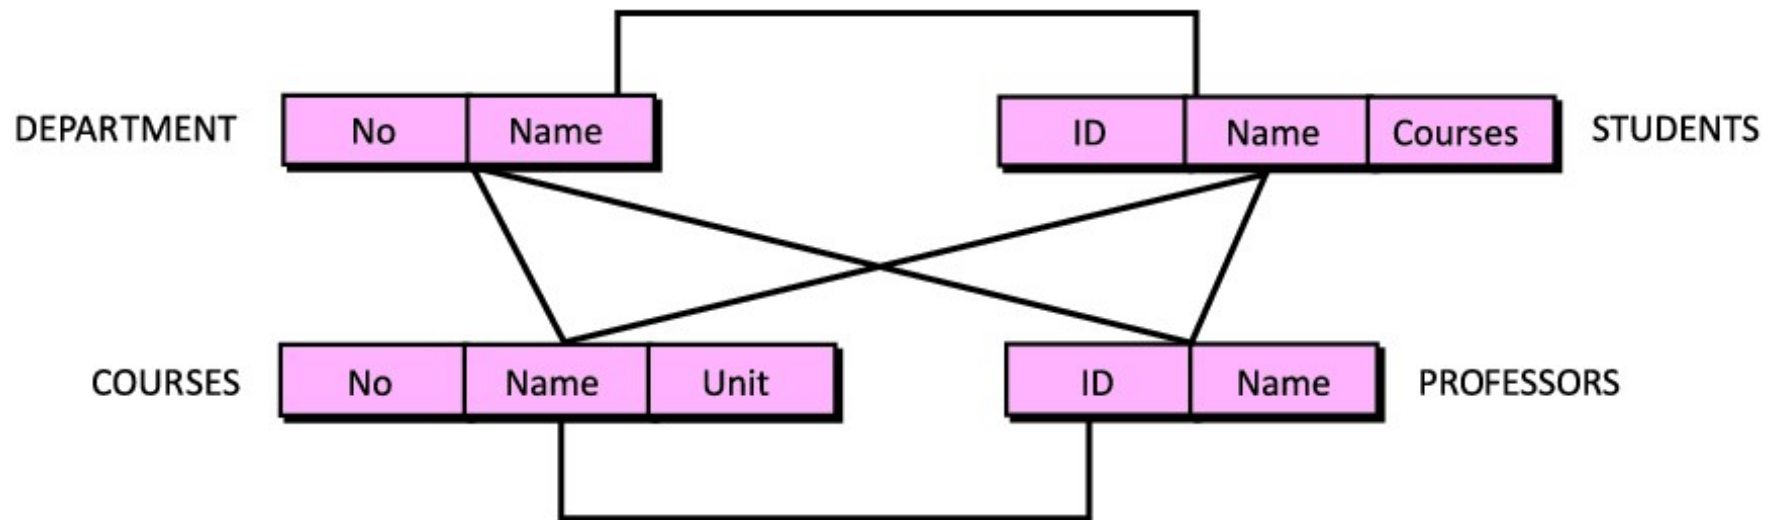 DEPARTMENT No Name ID Name Courses STUDENTS
COURSES No Name Unit ID Name PROFESSORS